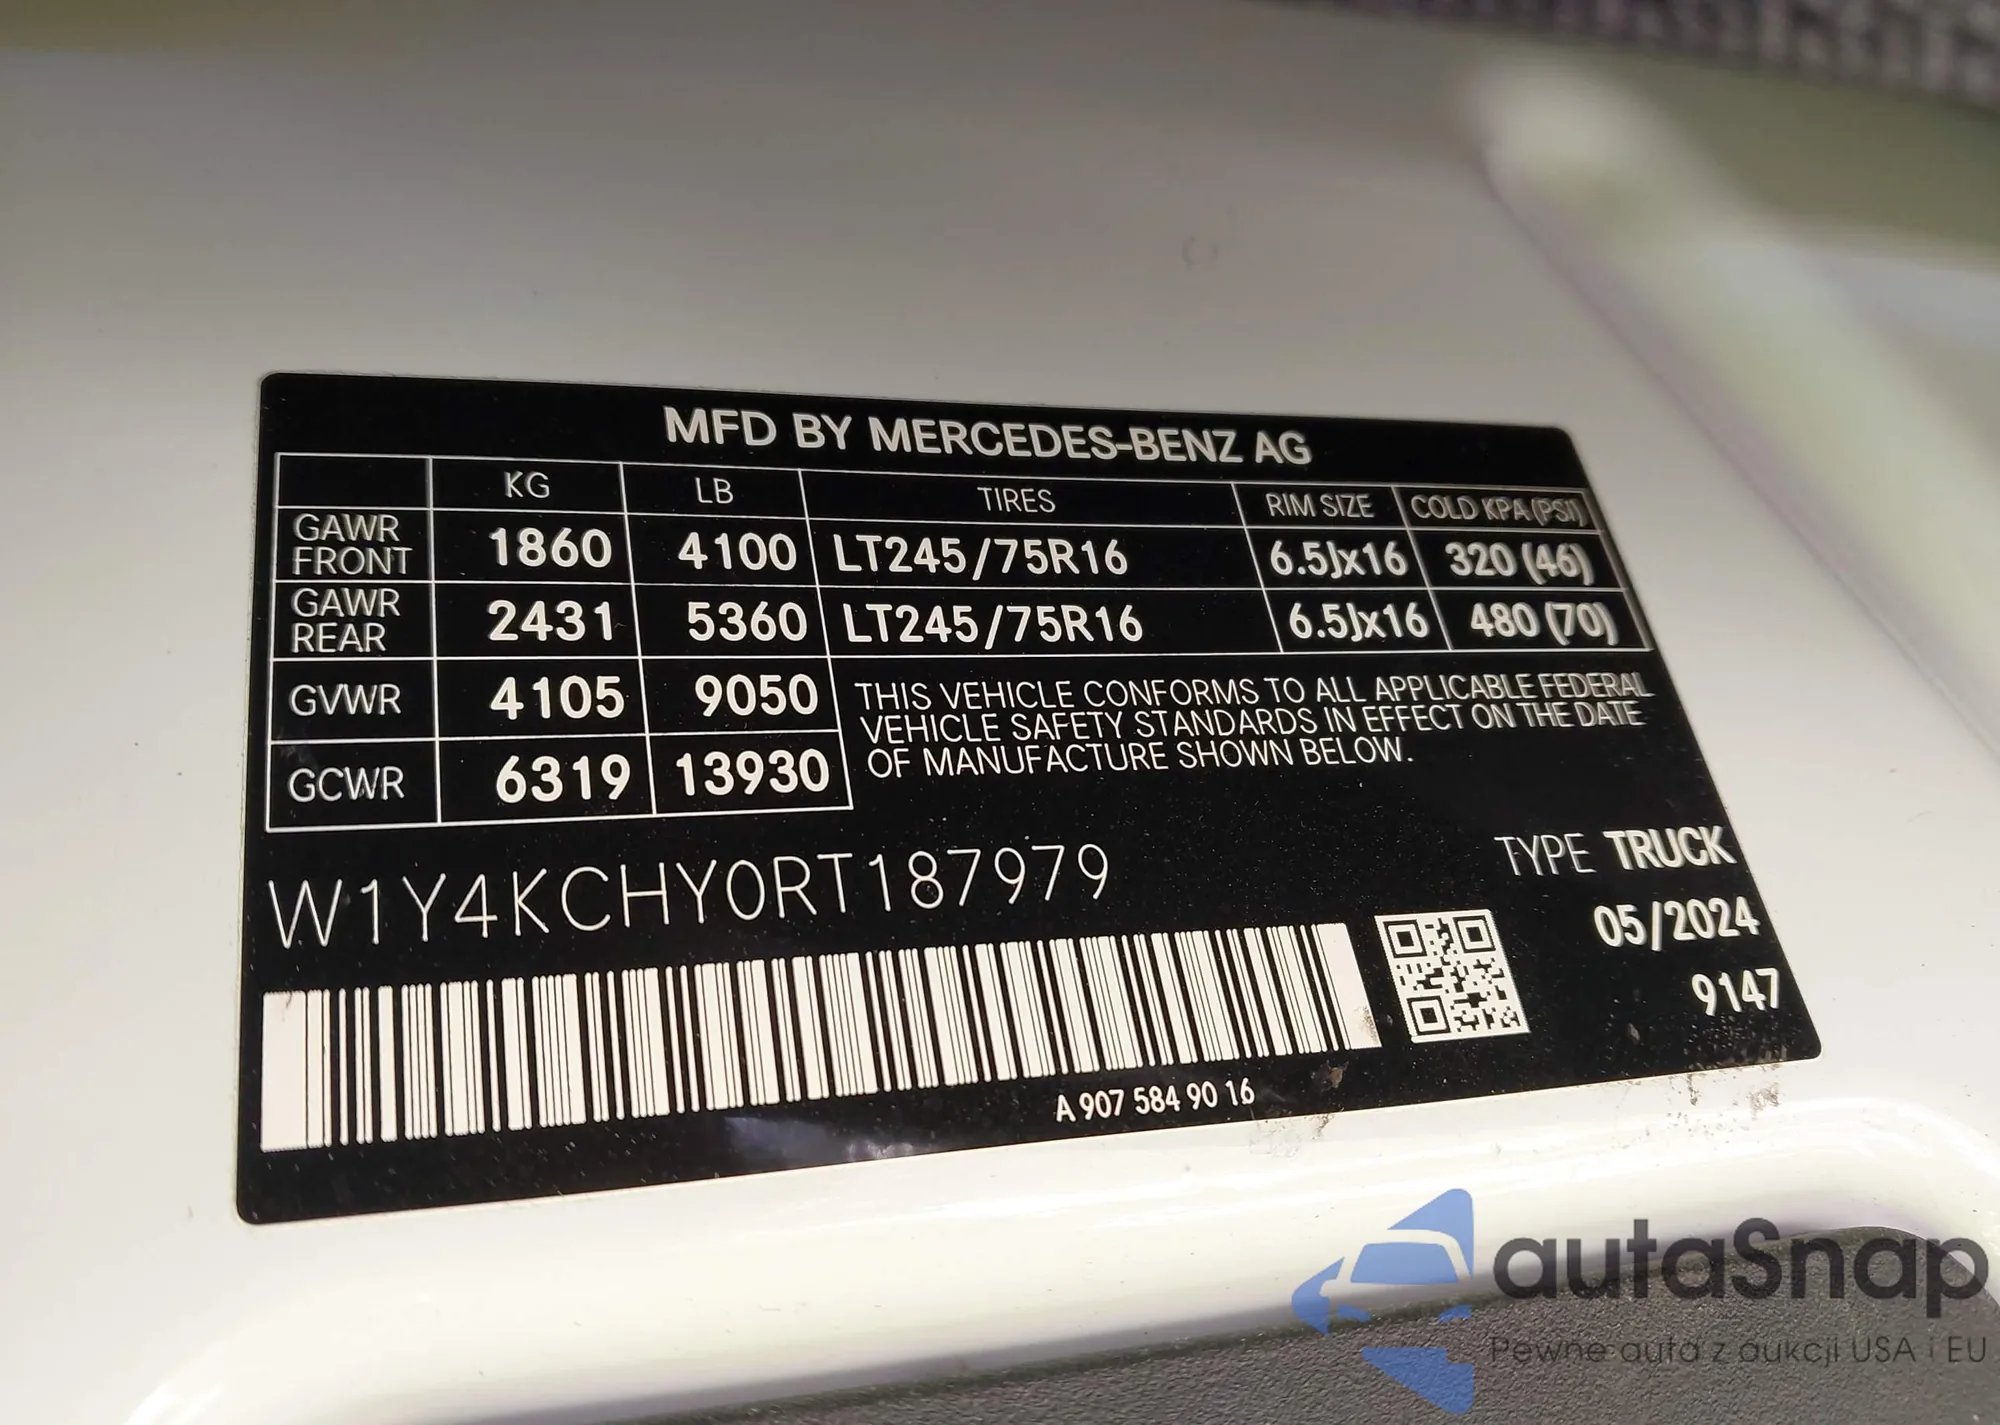 MFD BY MERCEDES-BENZ AG
KG LB TIRES RIM SIZE COLD KPA (PSI)
GAWR FRONT 1860 4100 LT245/75R16 6.5Jx16 320 (46)
GAWR REAR 2431 5360 LT245/75R16 6.5Jx16 480 (70)
GVWR 4105 9050
GCWR 6319 13930
THIS VEHICLE CONFORMS TO ALL APPLICABLE FEDERAL
VEHICLE SAFETY STANDARDS IN EFFECT ON THE DATE
OF MANUFACTURE SHOWN BELOW.
W1Y4KCHY0RT187979
TYPE TRUCK
05/2024
9147
A 907 584 90 16
autaSnap
Pewne auta z aukcji USA i EU